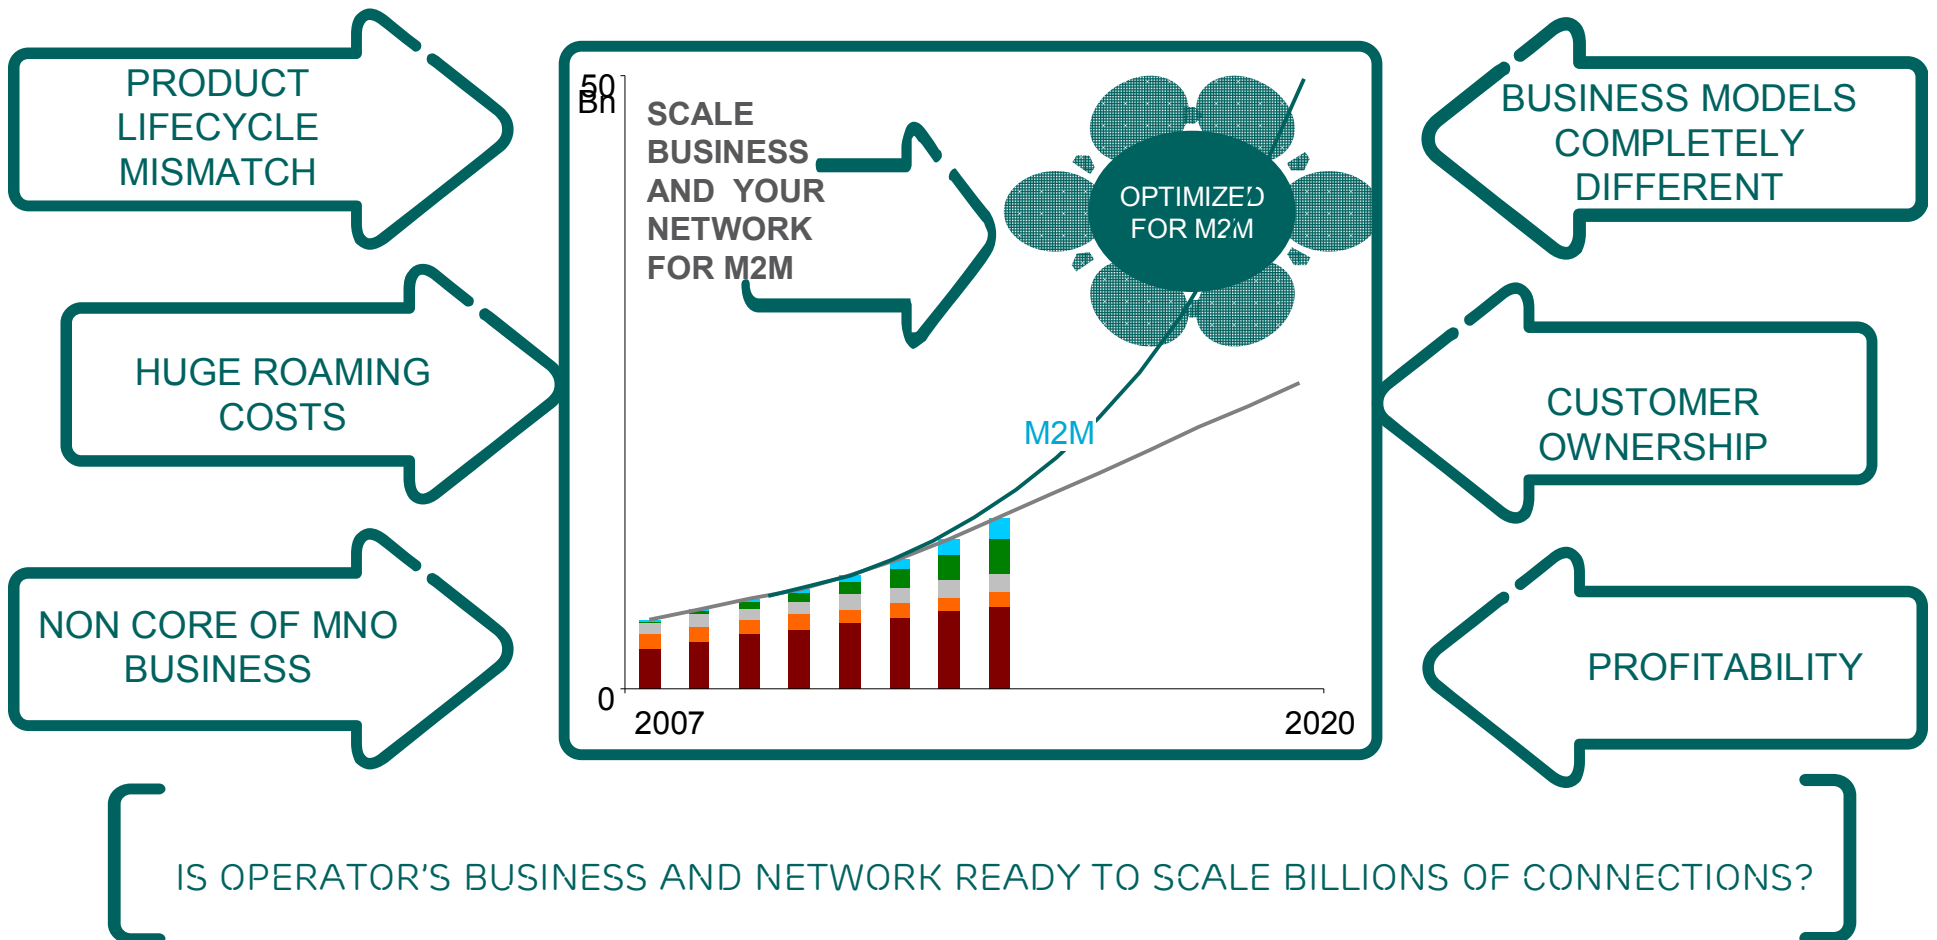 PRODUCT
LIFECYCLE
MISMATCH
HUGE ROAMING
COSTS
NON CORE OF MNO
BUSINESS
50
Bn
SCALE
BUSINESS
AND YOUR
NETWORK
FOR M2M
OPTIMIZED
FOR M2M
M2M
0
2007
2020
BUSINESS MODELS
COMPLETELY
DIFFERENT
CUSTOMER
OWNERSHIP
PROFITABILITY
IS OPERATOR'S BUSINESS AND NETWORK READY TO SCALE BILLIONS OF CONNECTIONS?